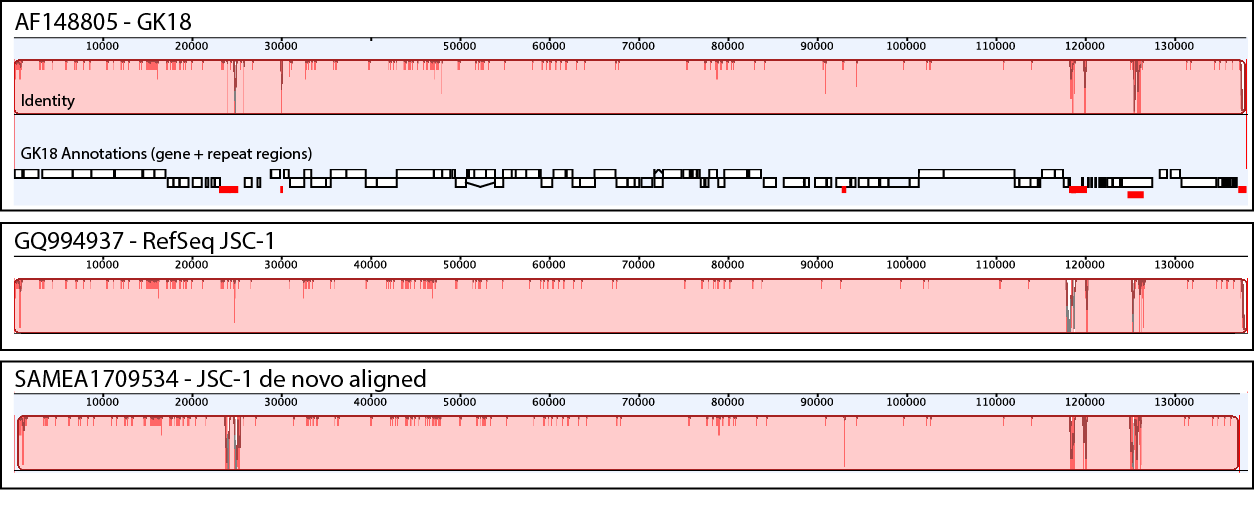 AF148805 - GK18
10000 20000 30000 50000 60000 70000 80000 90000 100000 110000 120000 130000
Identity
GK18 Annotations (gene + repeat regions)
GQ994937 - RefSeq JSC-1
10000 20000 30000 40000 50000 60000 70000 80000 90000 100000 110000 120000 130000
SAMEA1709534 - JSC-1 de novo aligned
10000 20000 30000 40000 50000 60000 70000 80000 90000 100000 110000 120000 130000